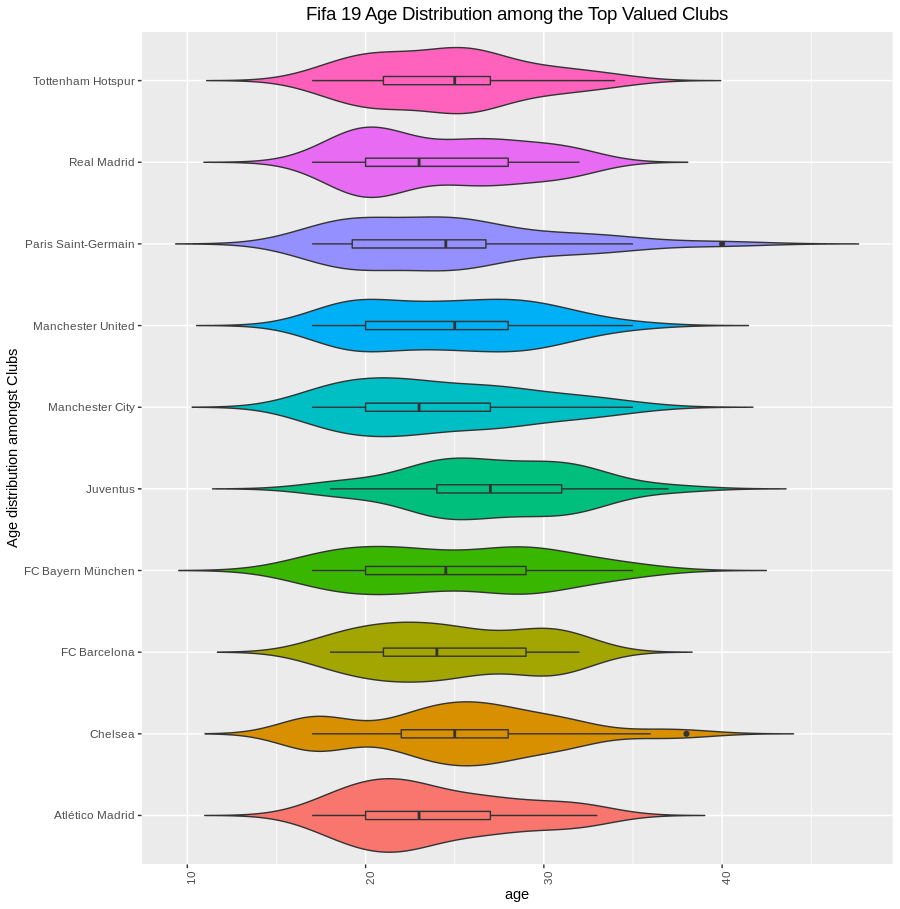 Fifa 19 Age Distribution among the Top Valued Clubs
Age distribution amongst Clubs
Tottenham Hotspur
Real Madrid
Paris Saint-Germain
Manchester United
Manchester City
Juventus
FC Bayern München
FC Barcelona
Chelsea
Atlético Madrid
10
20
30
40
age